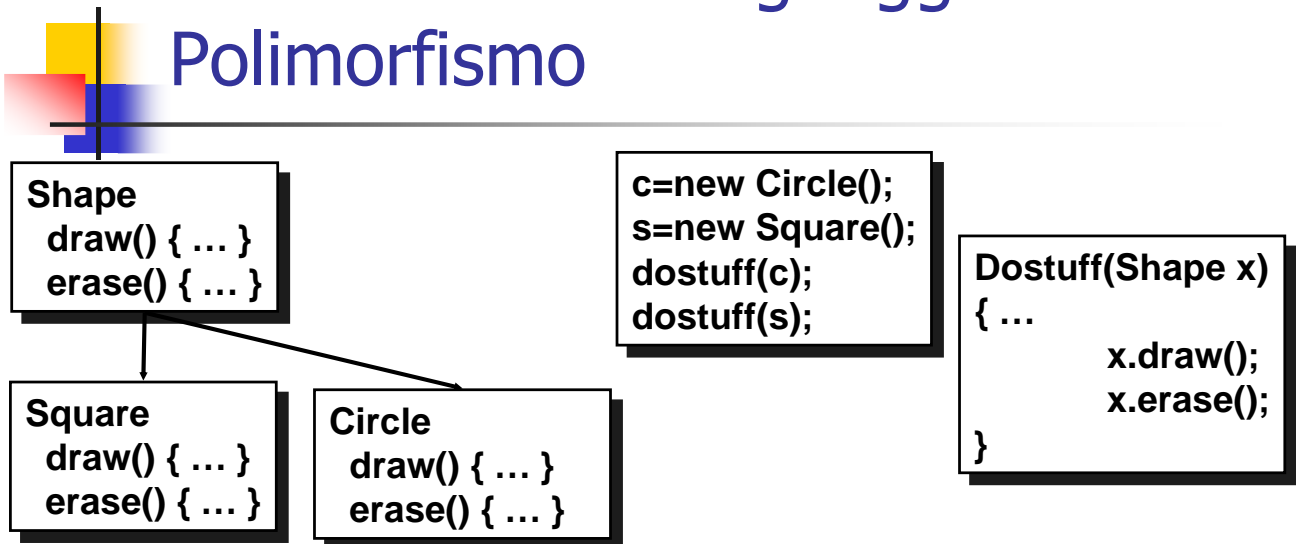 Polimorfismo
Shape
draw() { … }
erase() { … }
Square
draw() { … }
erase() { … }
Circle
draw() { … }
erase() { … }
c=new Circle();
s=new Square();
dostuff(c);
dostuff(s);
Dostuff(Shape x)
{ …
x.draw();
x.erase();
}